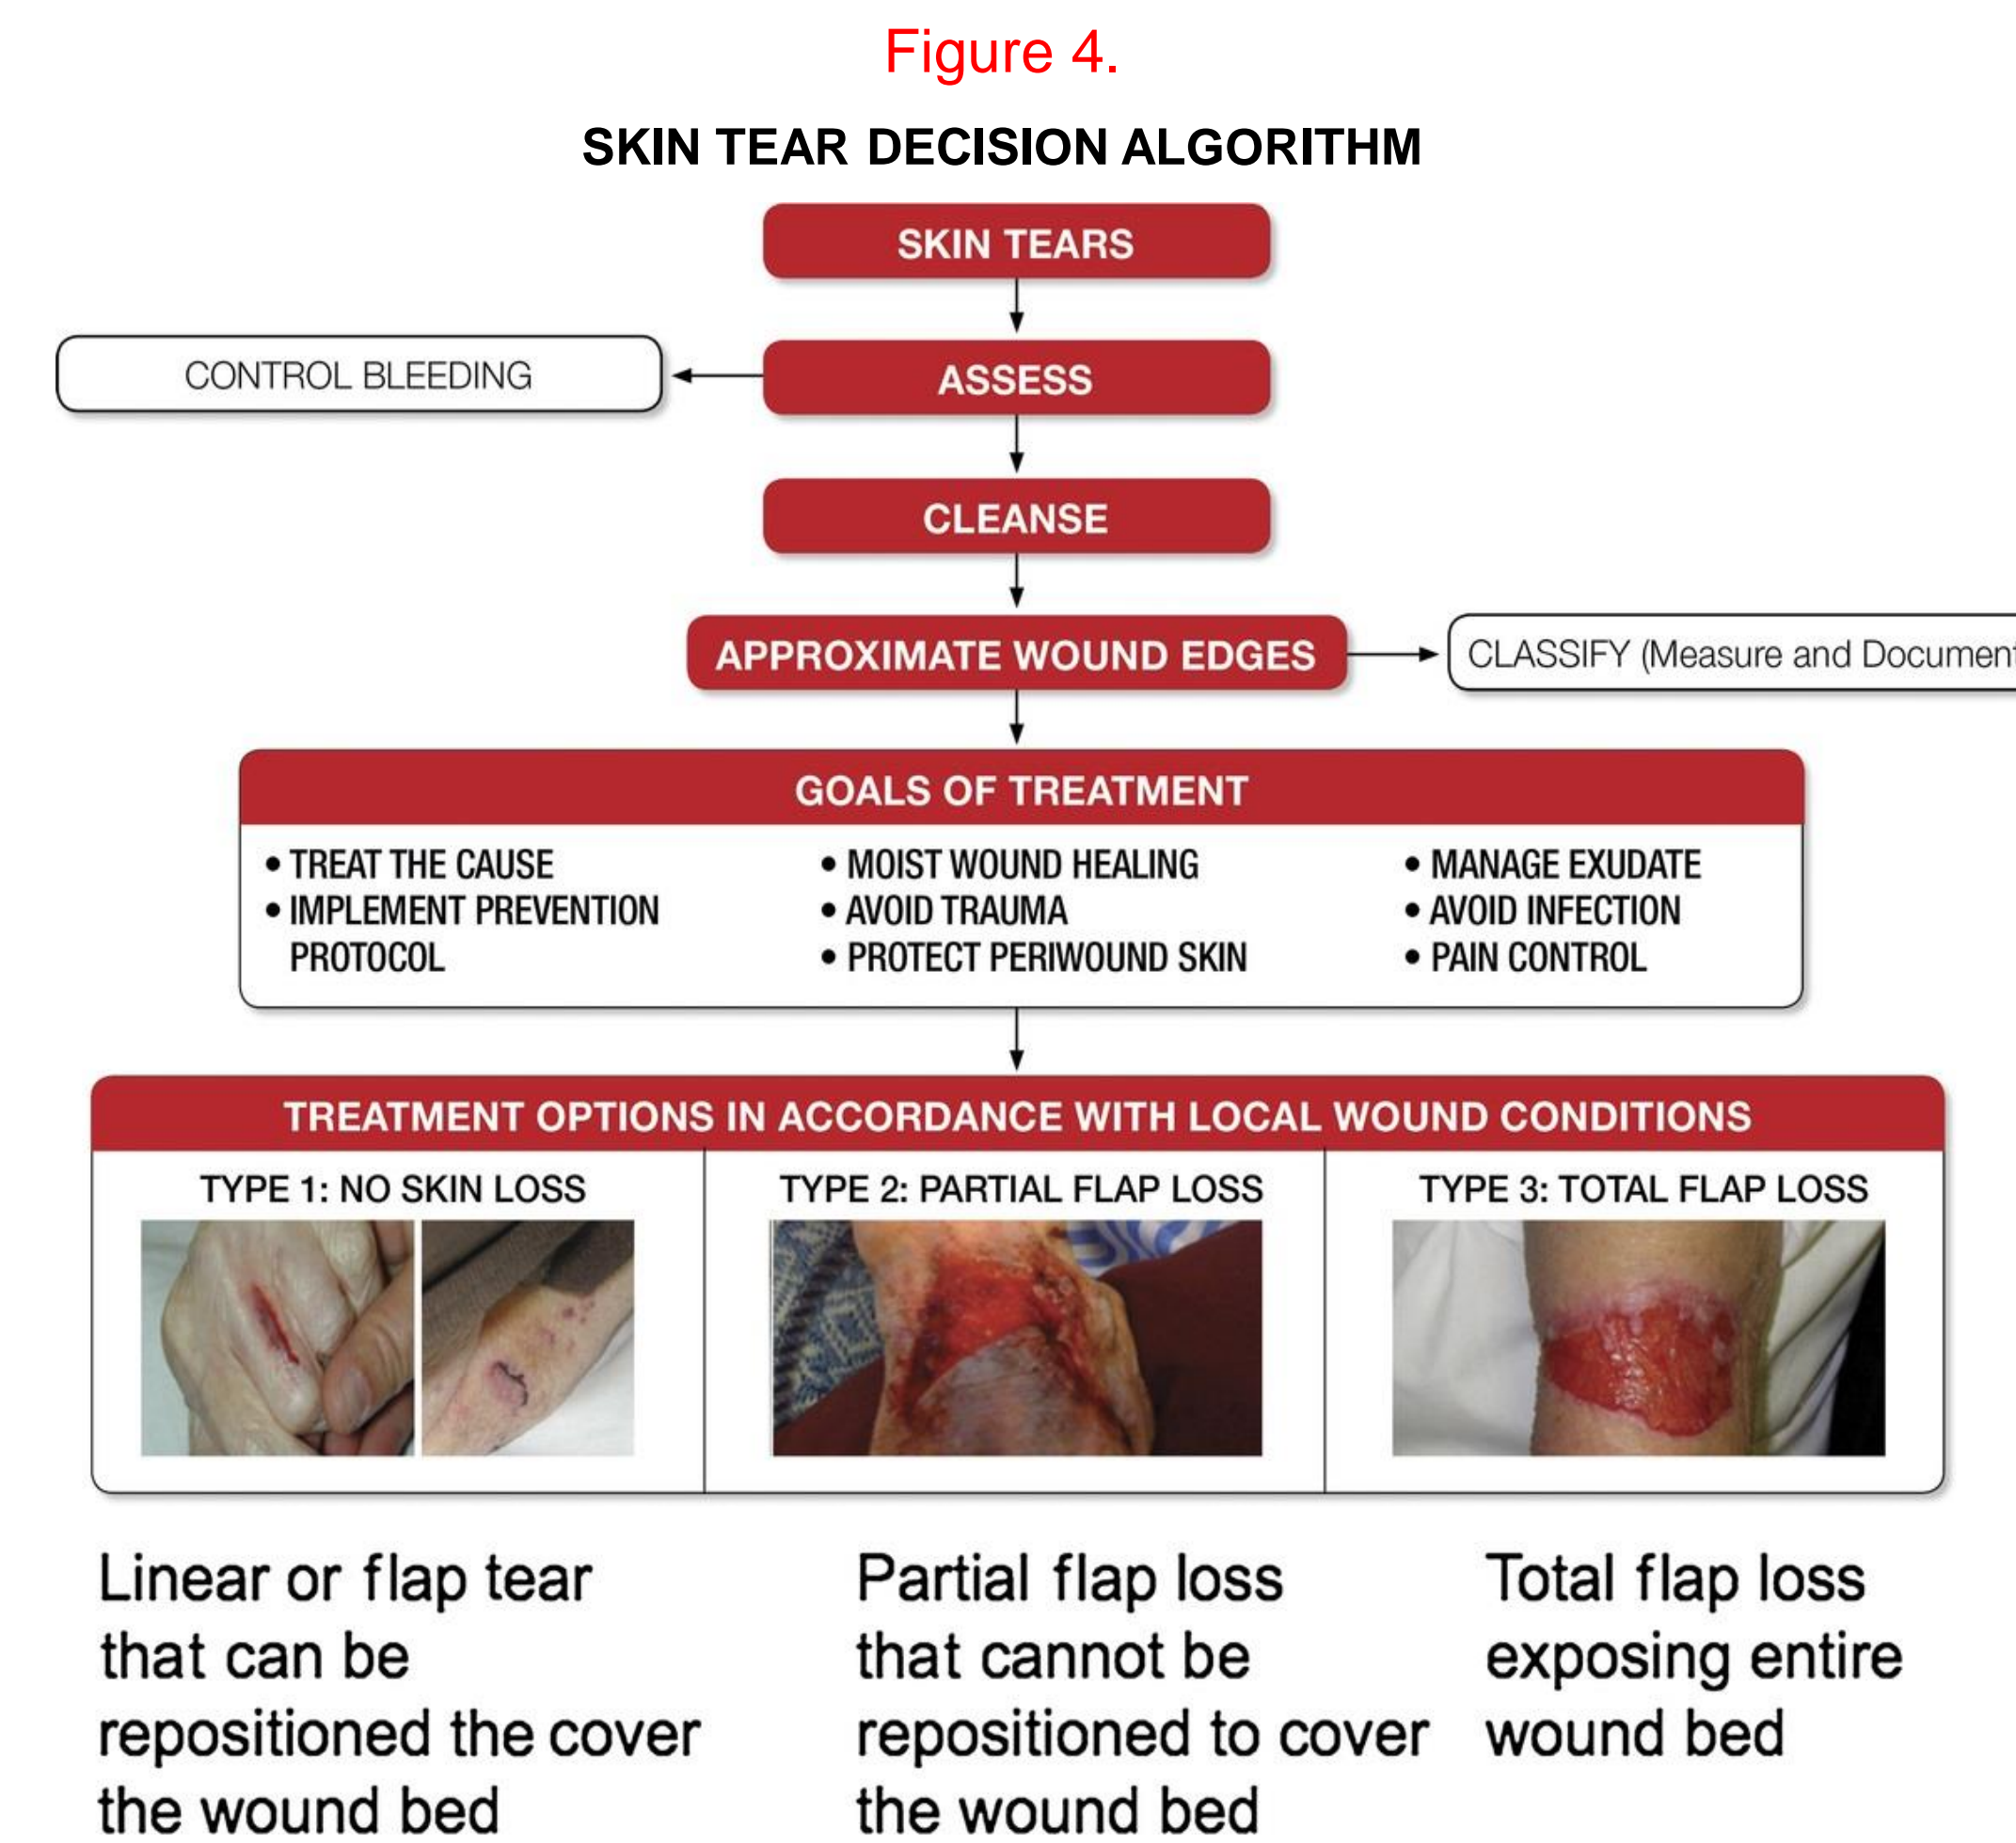 Figure 4.
SKIN TEAR DECISION ALGORITHM
SKIN TEARS
CONTROL BLEEDING
ASSESS
CLEANSE
APPROXIMATE WOUND EDGES
CLASSIFY (Measure and Document
GOALS OF TREATMENT
• TREAT THE CAUSE
• IMPLEMENT PREVENTION
PROTOCOL
• MOIST WOUND HEALING
• AVOID TRAUMA
• PROTECT PERIWOUND SKIN
• MANAGE EXUDATE
• AVOID INFECTION
• PAIN CONTROL
TREATMENT OPTIONS IN ACCORDANCE WITH LOCAL WOUND CONDITIONS
TYPE 1: NO SKIN LOSS
TYPE 2: PARTIAL FLAP LOSS
TYPE 3: TOTAL FLAP LOSS
Linear or flap tear
that can be
repositioned the cover
the wound bed
Partial flap loss
that cannot be
repositioned to cover
the wound bed
Total flap loss
exposing entire
wound bed